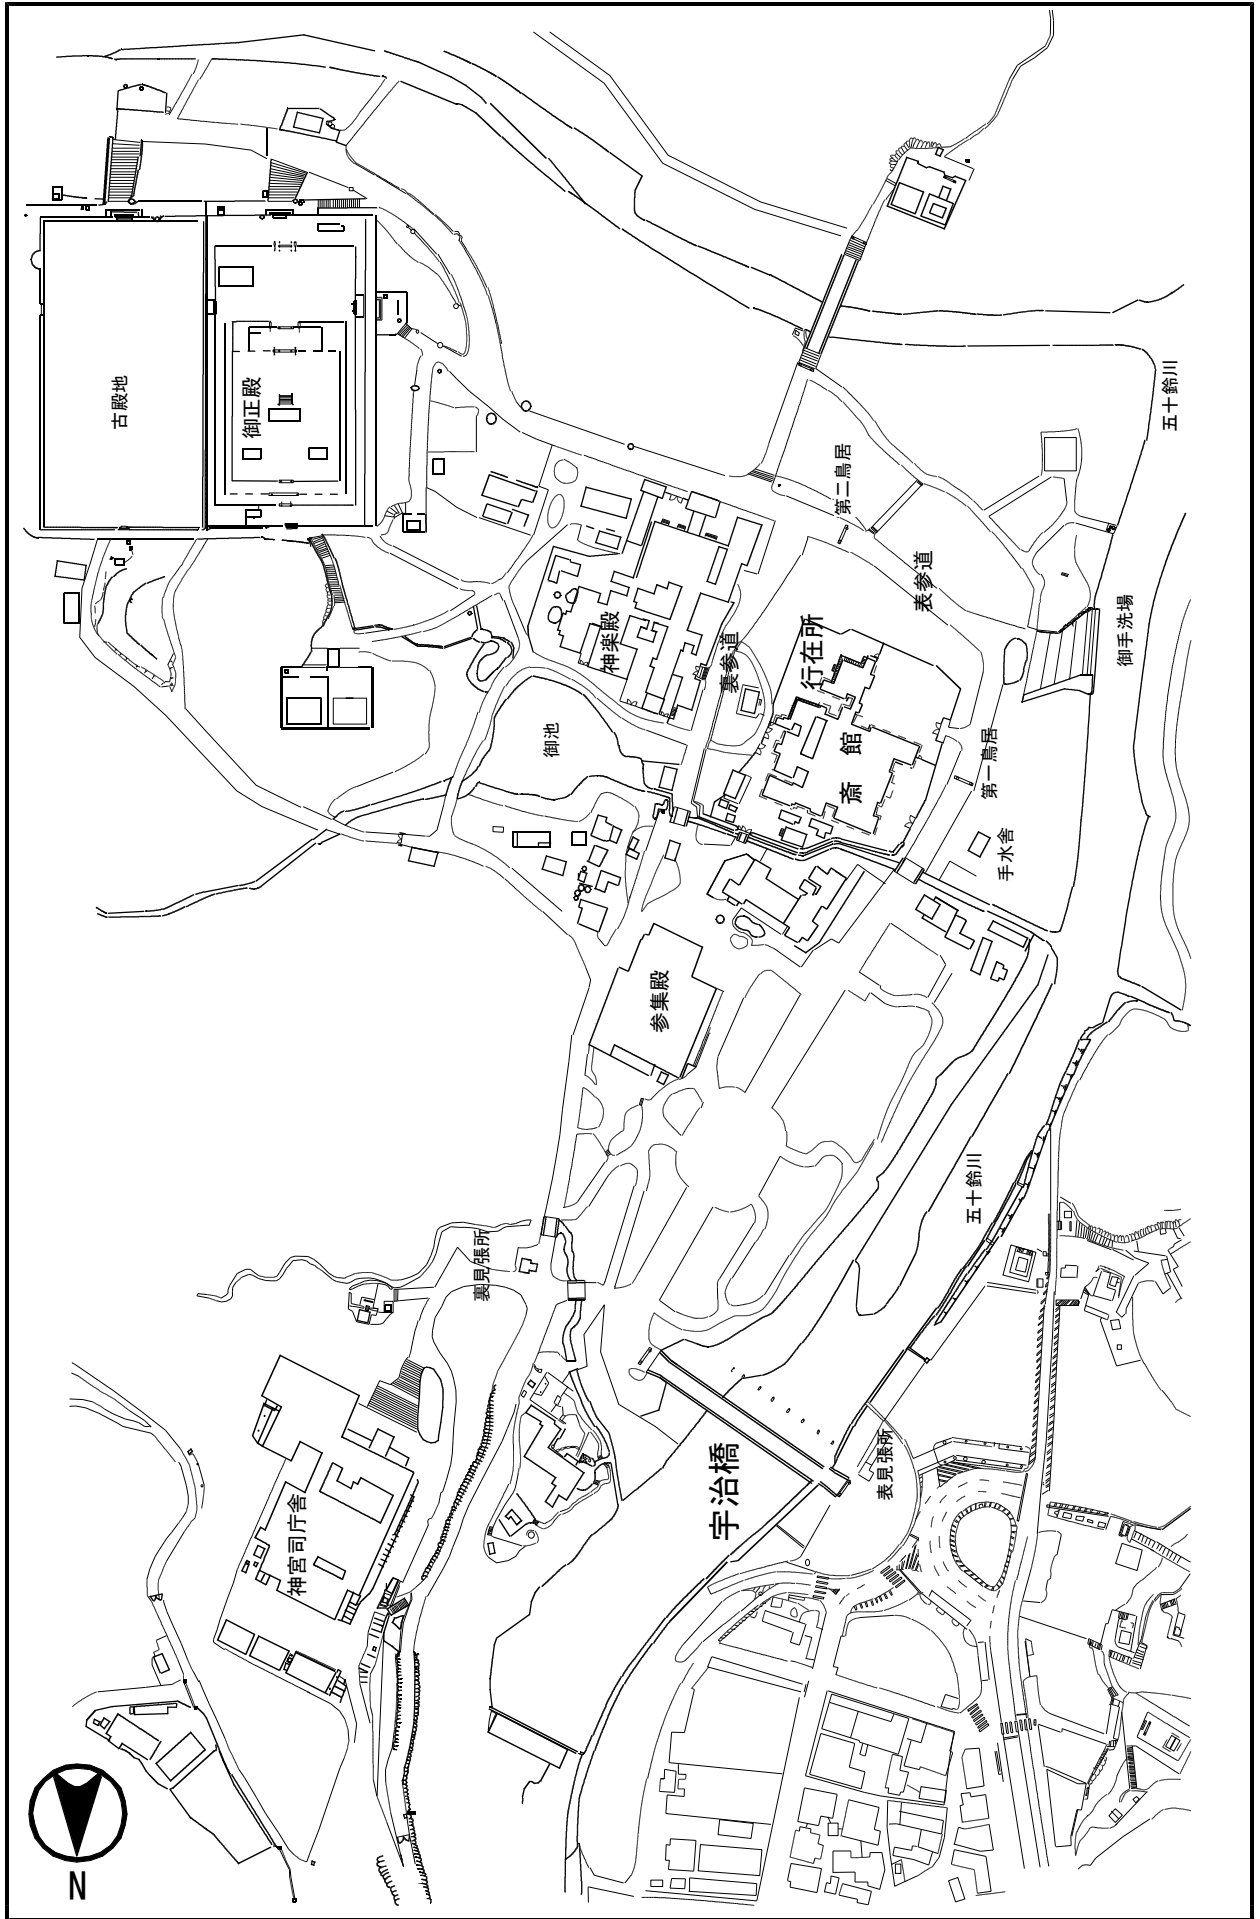 古殿地
御正殿
五十鈴川
第二鳥居
表参道
御手洗場
神楽殿
裏参道
行在所
御池
斎館
第一鳥居
手水舎
参集殿
五十鈴川
裏見張所
宇治橋
表見張所
神宮司庁舎
N